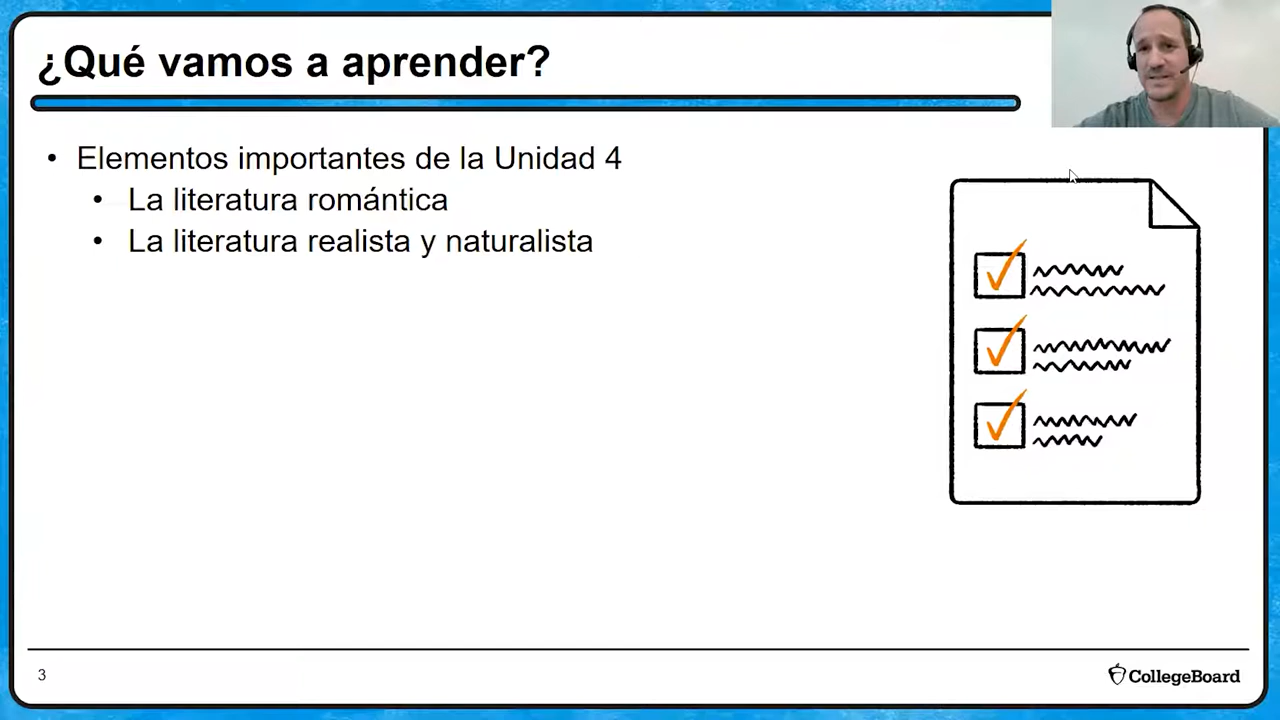 ¿Qué vamos a aprender?
• Elementos importantes de la Unidad 4
• La literatura romántica
• La literatura realista y naturalista
3
CollegeBoard